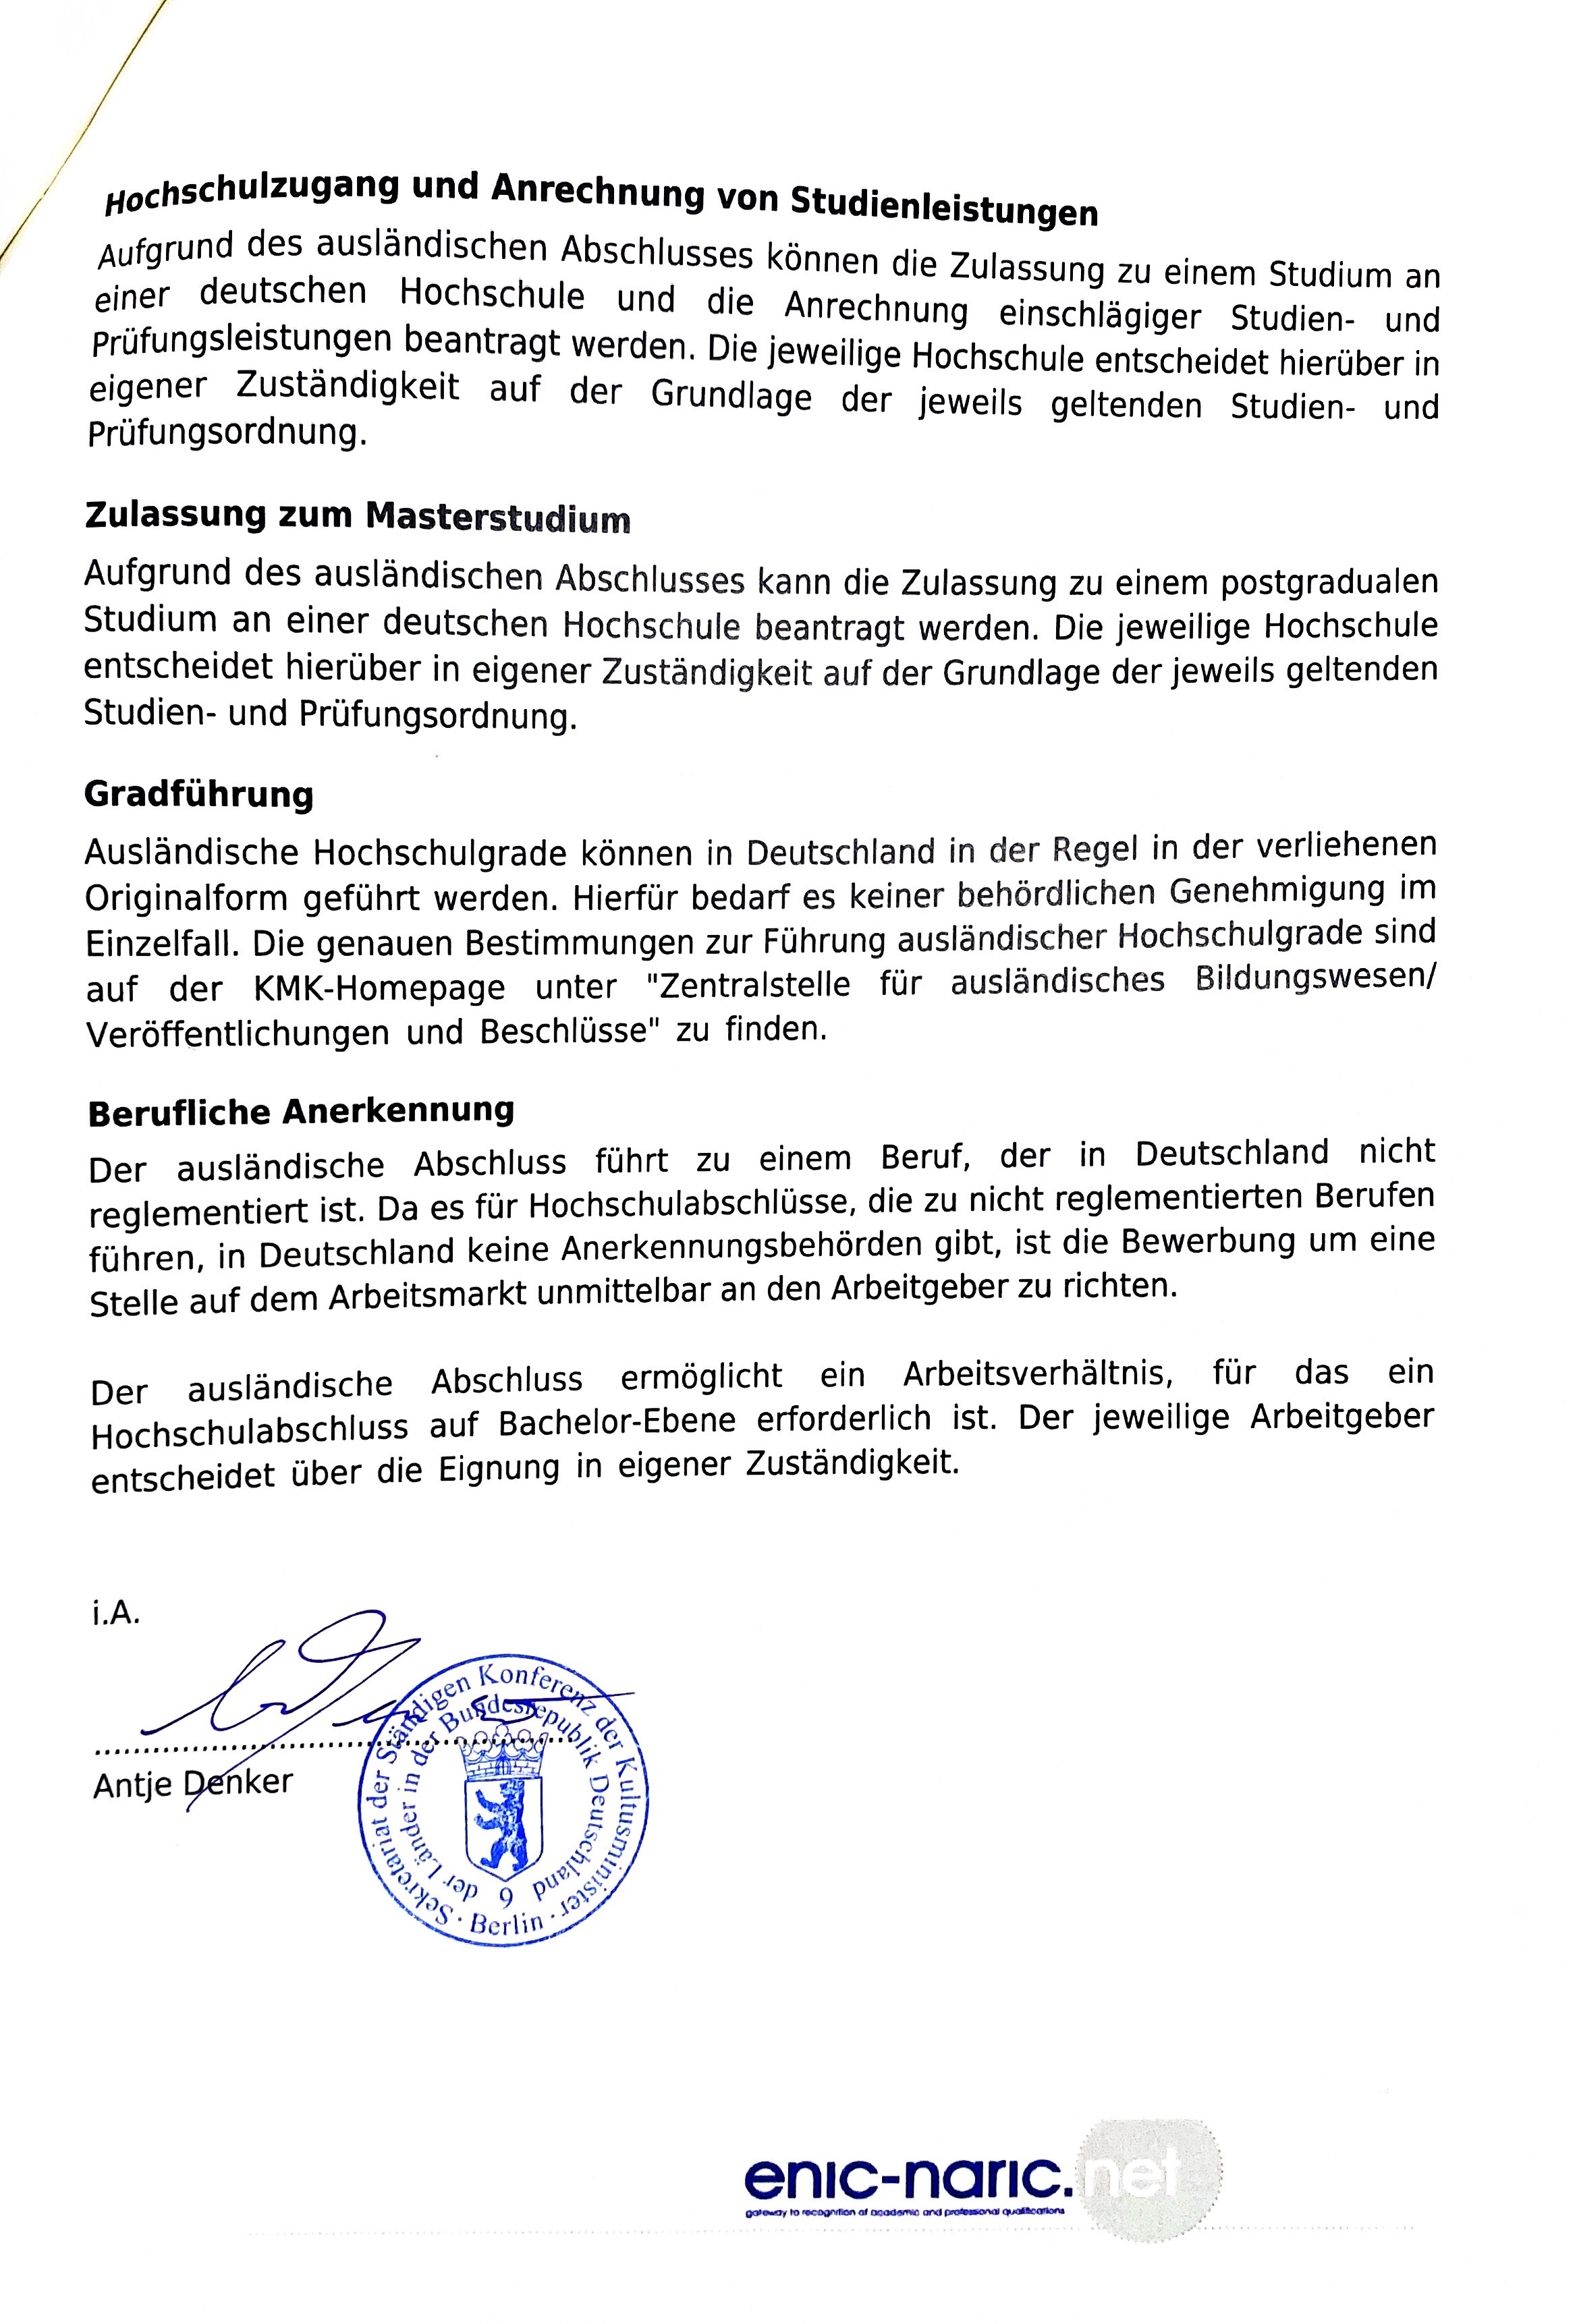 Hochschulzugang und Anrechnung von Studienleistungen
Aufgrund des ausländischen Abschlusses können die Zulassung zu einem Studium an
einer deutschen Hochschule und die Anrechnung einschlägiger Studien- und
Prüfungsleistungen beantragt werden. Die jeweilige Hochschule entscheidet hierüber in
eigener Zuständigkeit auf der Grundlage der jeweils geltenden Studien- und
Prüfungsordnung.
Zulassung zum Masterstudium
Aufgrund des ausländischen Abschlusses kann die Zulassung zu einem postgradualen
Studium an einer deutschen Hochschule beantragt werden. Die jeweilige Hochschule
entscheidet hierüber in eigener Zuständigkeit auf der Grundlage der jeweils geltenden
Studien- und Prüfungsordnung.
Gradführung
Ausländische Hochschulgrade können in Deutschland in der Regel in der verliehenen
Originalform geführt werden. Hierfür bedarf es keiner behördlichen Genehmigung im
Einzelfall. Die genauen Bestimmungen zur Führung ausländischer Hochschulgrade sind
auf der KMK-Homepage unter "Zentralstelle für ausländisches Bildungswesen/
Veröffentlichungen und Beschlüsse" zu finden.
Berufliche Anerkennung
Der ausländische Abschluss führt zu einem Beruf, der in Deutschland nicht
reglementiert ist. Da es für Hochschulabschlüsse, die zu nicht reglementierten Berufen
führen, in Deutschland keine Anerkennungsbehörden gibt, ist die Bewerbung um eine
Stelle auf dem Arbeitsmarkt unmittelbar an den Arbeitgeber zu richten.
Der ausländische Abschluss ermöglicht ein Arbeitsverhältnis, für das ein
Hochschulabschluss auf Bachelor-Ebene erforderlich ist. Der jeweilige Arbeitgeber
entscheidet über die Eignung in eigener Zuständigkeit.
i.A.
Antje Denker
Sekretariat der Ständigen Konferenz der Kultusminister
der Länder in der Bundesrepublik Deutschland
6
· Berlin ·
enic-naric.net
gateway to recognition of academic and professional qualifications